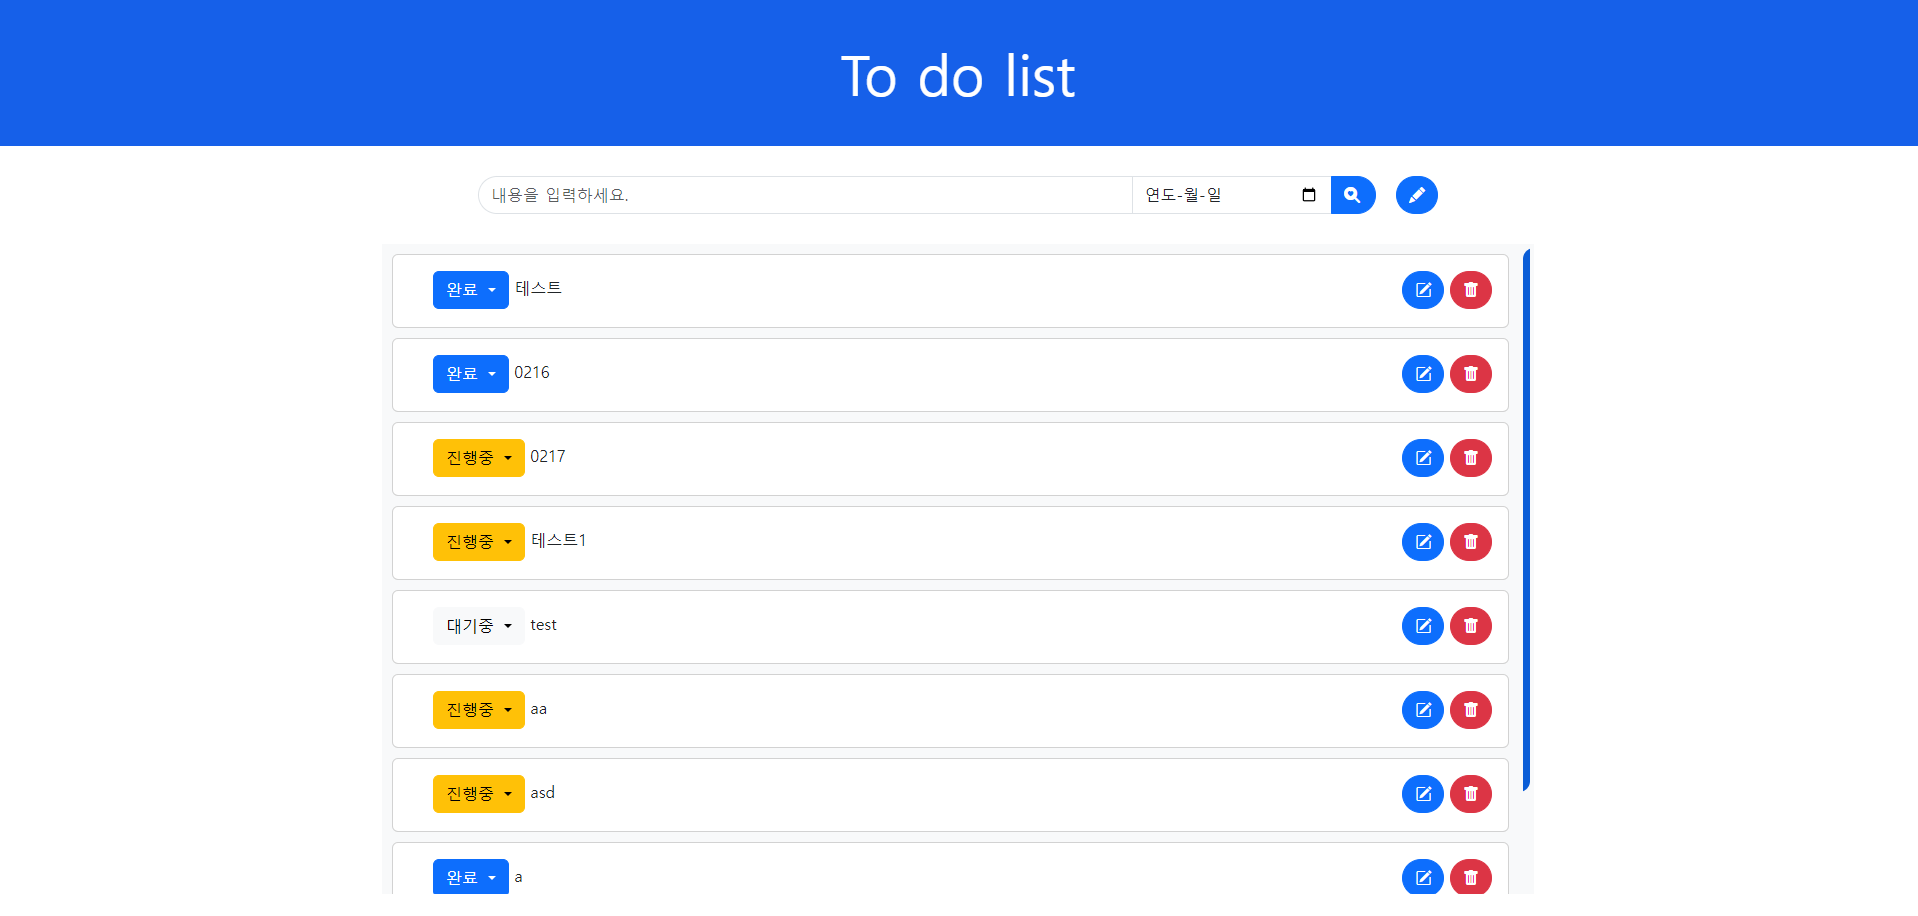 To do list
내용을 입력하세요. 연도-월-일
완료 테스트
완료 0216
진행중 0217
진행중 테스트1
대기중 test
진행중 aa
진행중 asd
완료 a